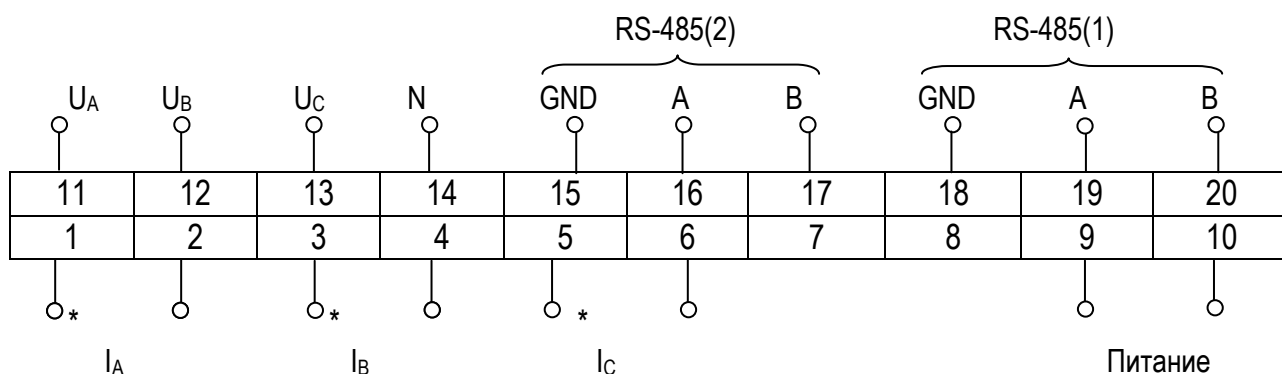 RS-485(2) RS-485(1)
UA UB UC N GND A B GND A B
11 12 13 14 15 16 17 18 19 20
1 2 3 4 5 6 7 8 9 10
* * *
IA IB IC Питание